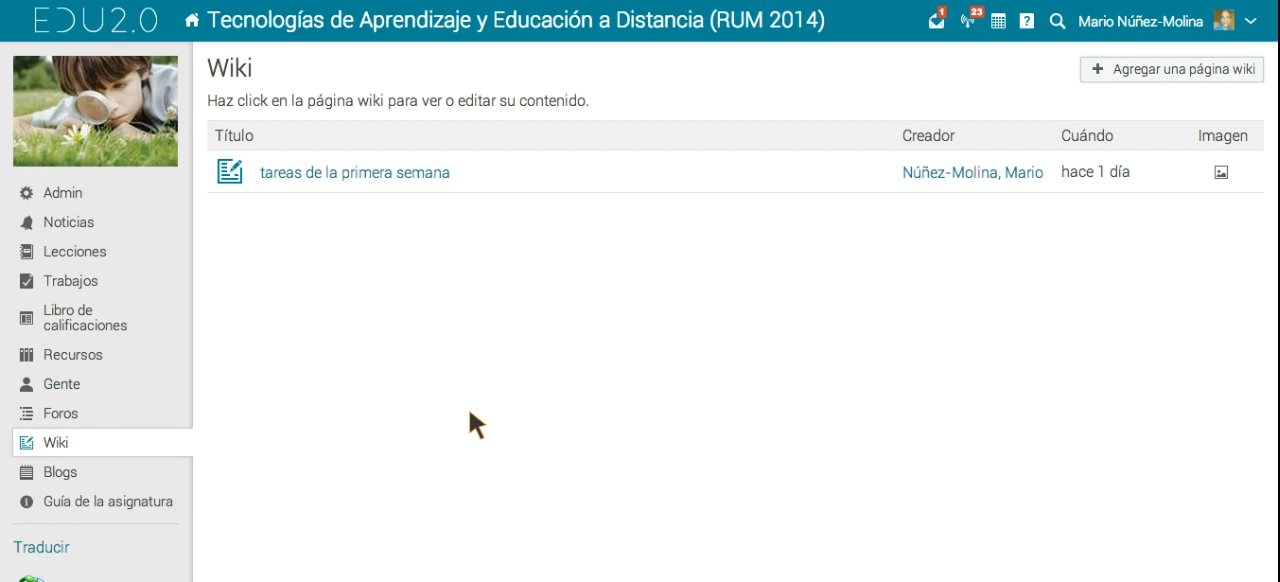 EDU2.0 Tecnologías de Aprendizaje y Educación a Distancia (RUM 2014) 1 23 ? Mario Núñez-Molina
Wiki
+ Agregar una página wiki
Haz click en la página wiki para ver o editar su contenido.
Título Creador Cuándo Imagen
tareas de la primera semana Núñez-Molina, Mario hace 1 día
Admin
Noticias
Lecciones
Trabajos
Libro de
calificaciones
Recursos
Gente
Foros
Wiki
Blogs
Guía de la asignatura
Traducir